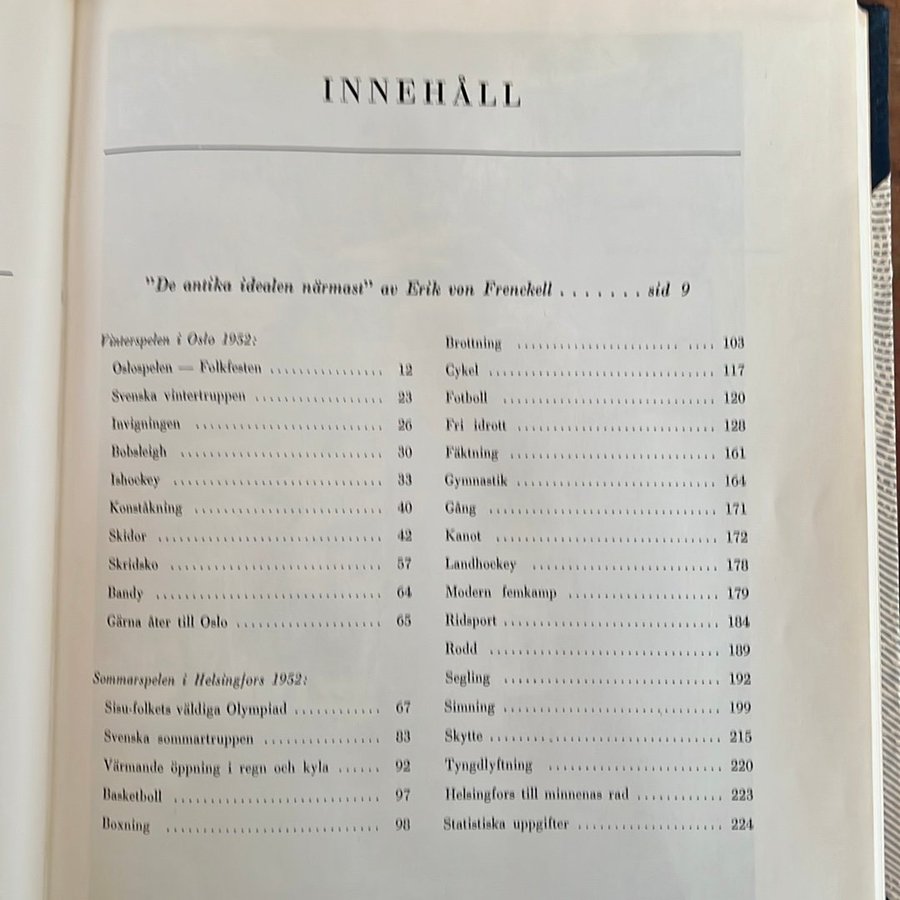 INNEHÅLL
"De antika idealen närmast" av Erik von Frenckell . . . . . . . sid 9
Vinterspelen i Oslo 1952:
Oslospelen — Folkfesten ................ 12
Svenska vintertruppen .................. 23
Invigningen .......................... 26
Bobsleigh ............................ 30
Ishockey ............................. 33
Konståkning .......................... 40
Skidor ............................... 42
Skridsko ............................. 57
Bandy ................................ 64
Gärna åter till Oslo .................... 65
Sommarspelen i Helsingfors 1952:
Sisu-folkets väldiga Olympiad ............ 67
Svenska sommartruppen ................ 83
Värmande öppning i regn och kyla ...... 92
Basketboll ............................ 97
Boxning .............................. 98
Brottning ........................ .... 103
Cykel ................................ 117
Fotboll .............................. 120
Fri idrott ............................ 128
Fäktning ............................. 161
Gymnastik ........................... 164
Gång ................................ 171
Kanot ............................... 172
Landhockey .......................... 178
Modern femkamp ..................... 179
Ridsport ............................. 184
Rodd ................................ 189
Segling .............................. 192
Simning ............................. 199
Skytte ............................... 215
Tyngdlyftning ........................ 220
Helsingfors till minnenas rad ............ 223
Statistiska uppgifter .................... 224